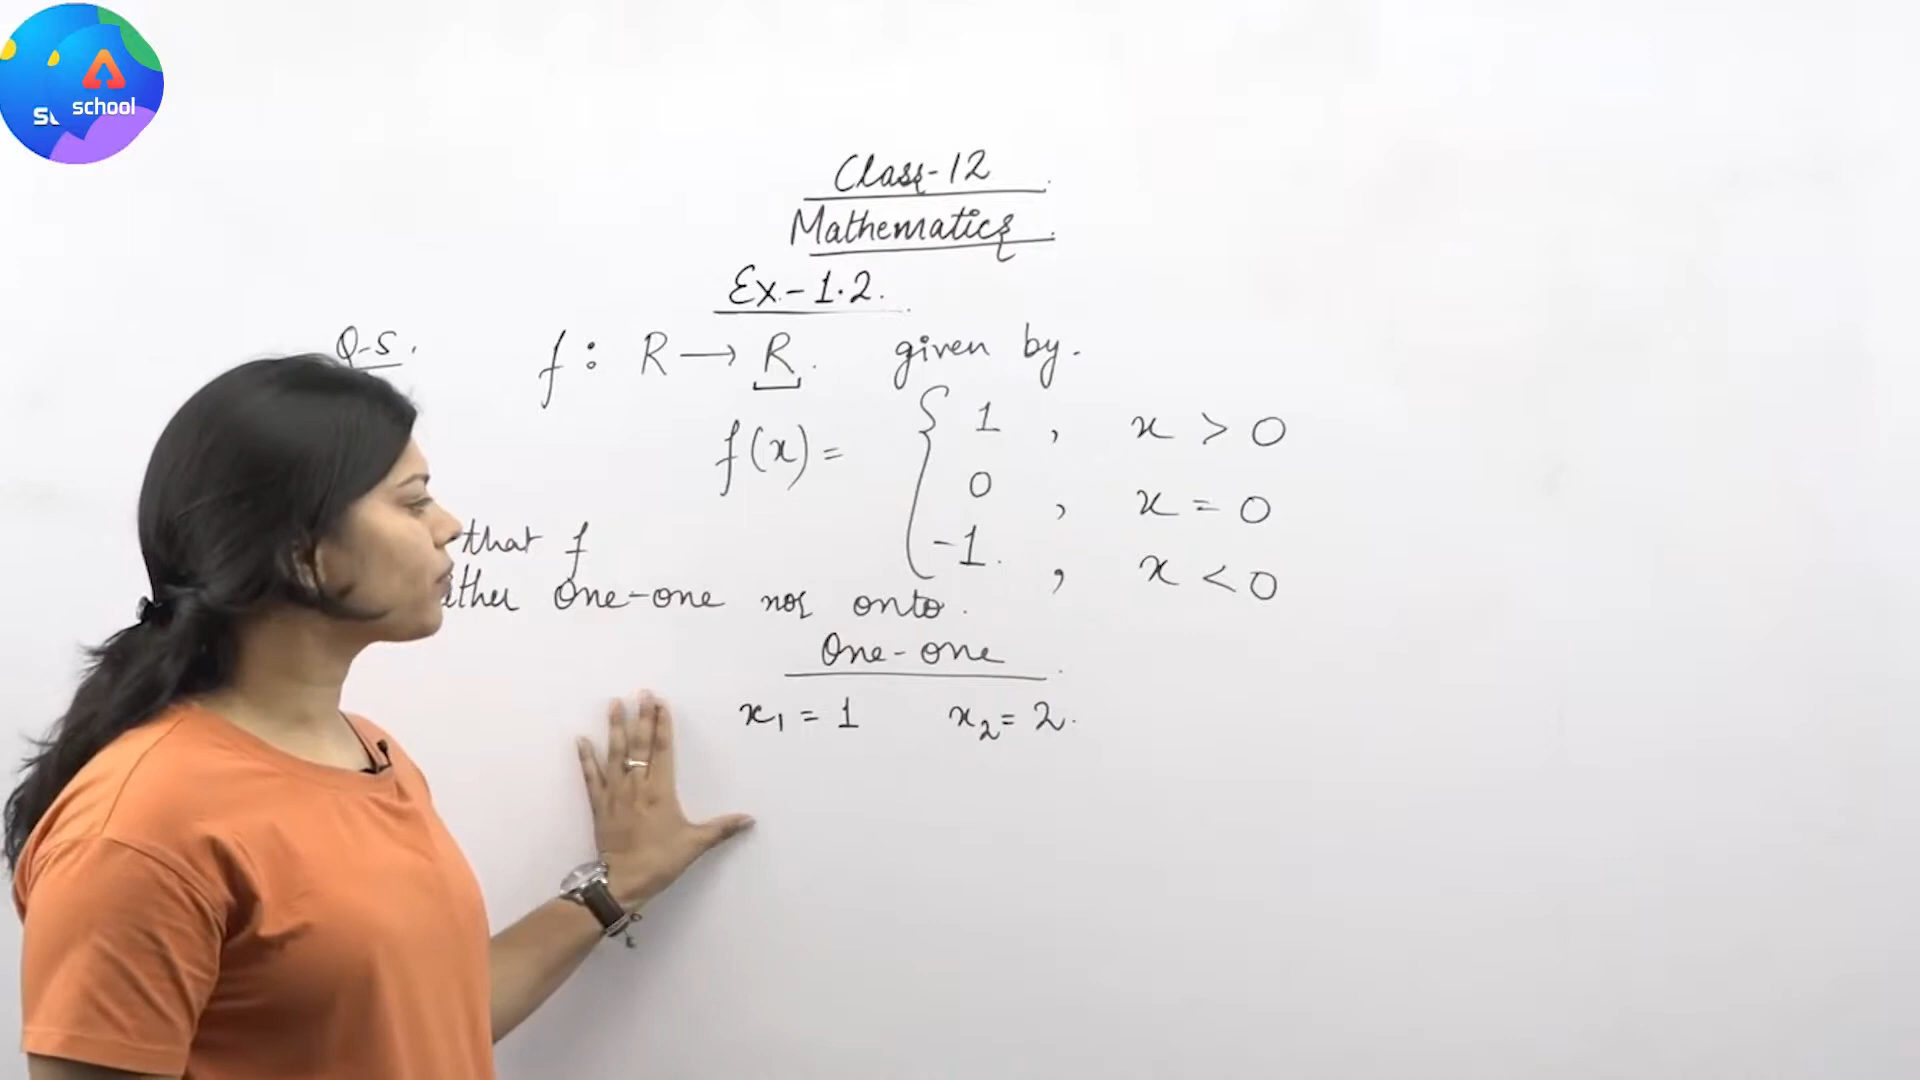 school
Class-12
Mathematics
Ex-1.2.
Q-5.
f: R → R. given by.
f(x) = { 1, x > 0
0, x = 0
-1., x < 0
that f
One-one nor onto.
One-one
x₁ = 1 x₂ = 2.